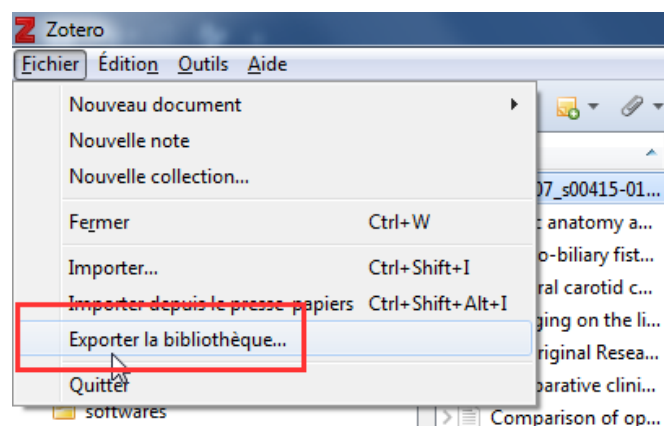 Zotero
Fichier Édition Outils Aide
Nouveau document
Nouvelle note
Nouvelle collection...
Fermer Ctrl+W
Importer... Ctrl+Shift+I
Importer depuis le presse-papiers Ctrl+Shift+Alt+I
Exporter la bibliothèque...
Quitter
softwares
07_s00415-01...
anatomy a...
o-biliary fist...
ral carotid c...
ging on the li...
riginal Resea...
parative clini...
Comparison of op...